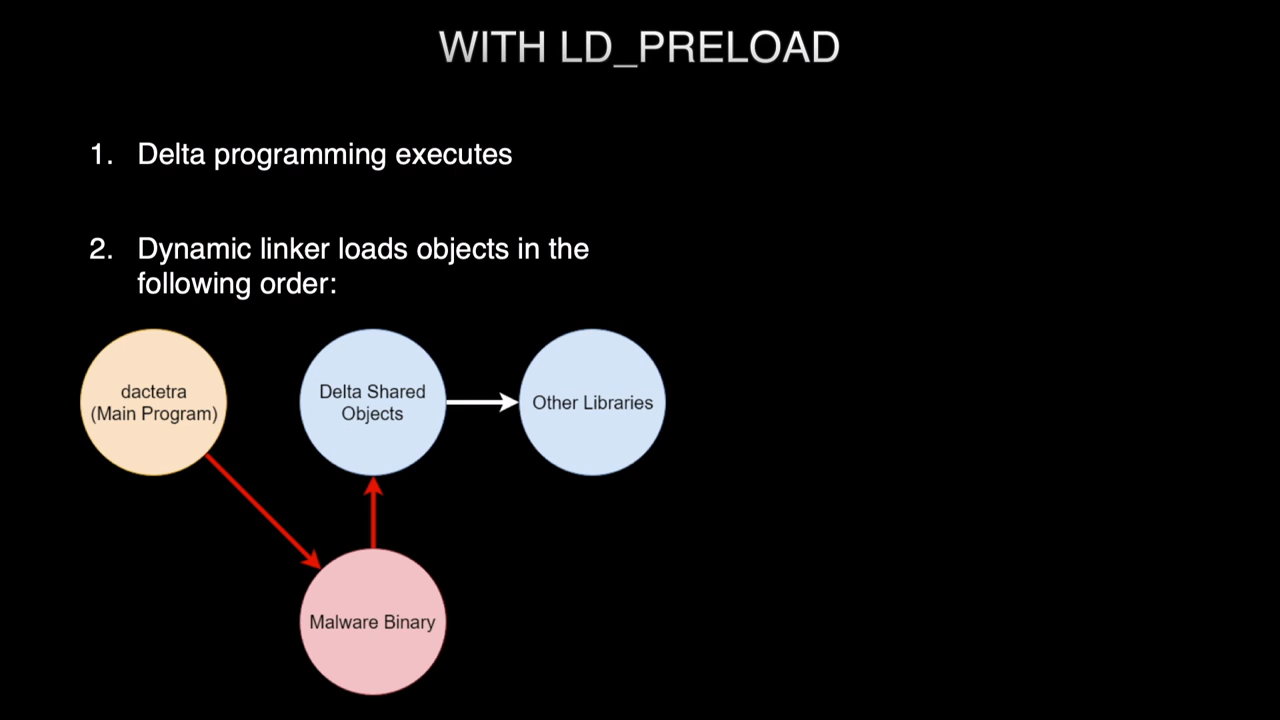 WITH LD_PRELOAD
1. Delta programming executes
2. Dynamic linker loads objects in the
following order:
dactetra
(Main Program)
Delta Shared
Objects
Other Libraries
Malware Binary